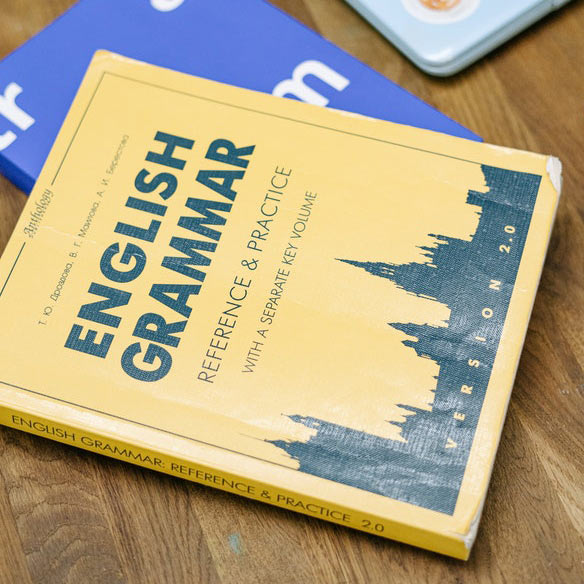 Anthology
Т. Ю. Дроздова, В. Г. Маилова, А. И. Берестова
ENGLISH
GRAMMAR
REFERENCE & PRACTICE
WITH A SEPARATE KEY VOLUME
VERSION 2.0
ENGLISH GRAMMAR: REFERENCE & PRACTICE 2.0